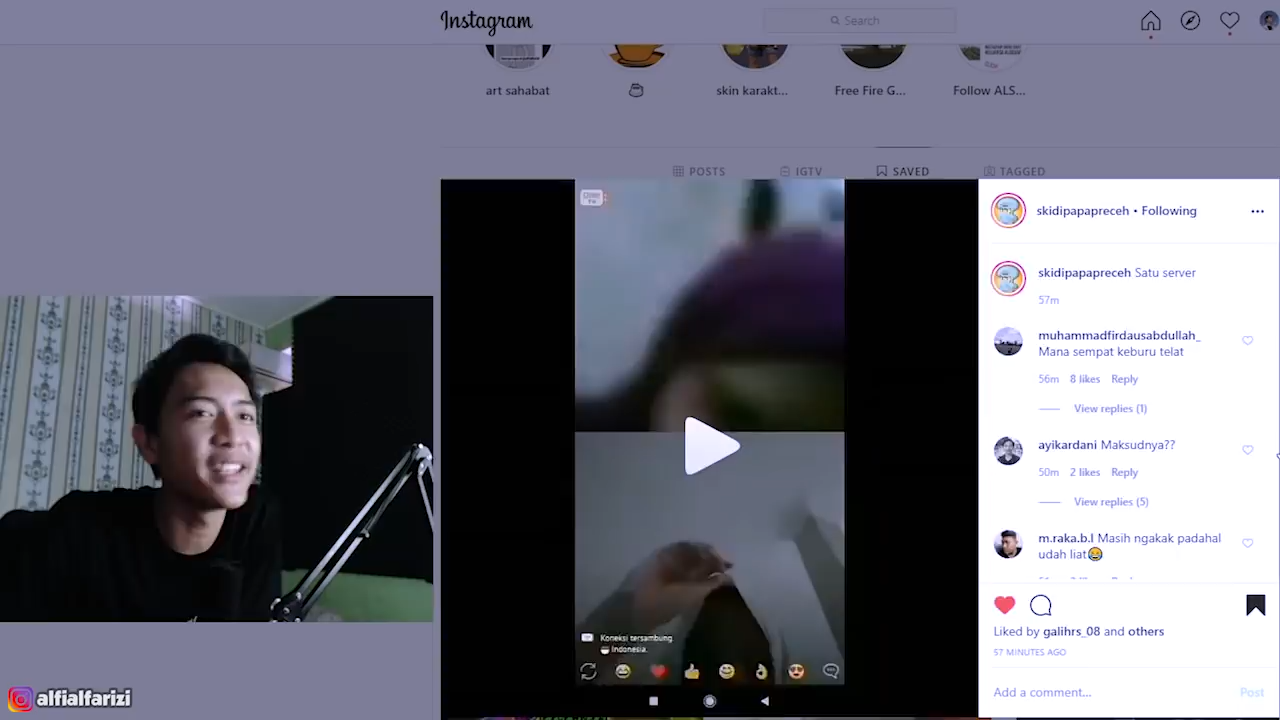 Instagram
Search
art sahabat
skin karakt...
Free Fire G...
Follow ALS...
POSTS
IGTV
SAVED
TAGGED
skidipapapreceh • Following
skidipapapreceh Satu server
57m
muhammadfirdausabdullah_
Mana sempat keburu telat
56m 8 likes Reply
View replies (1)
ayikardani Maksudnya??
50m 2 likes Reply
View replies (5)
m.raka.b.l Masih ngakak padahal
udah liat😂
Koneksi tersambung.
Indonesia.
Liked by galihrs_08 and others
57 MINUTES AGO
Add a comment...
Post
alfialfarizi